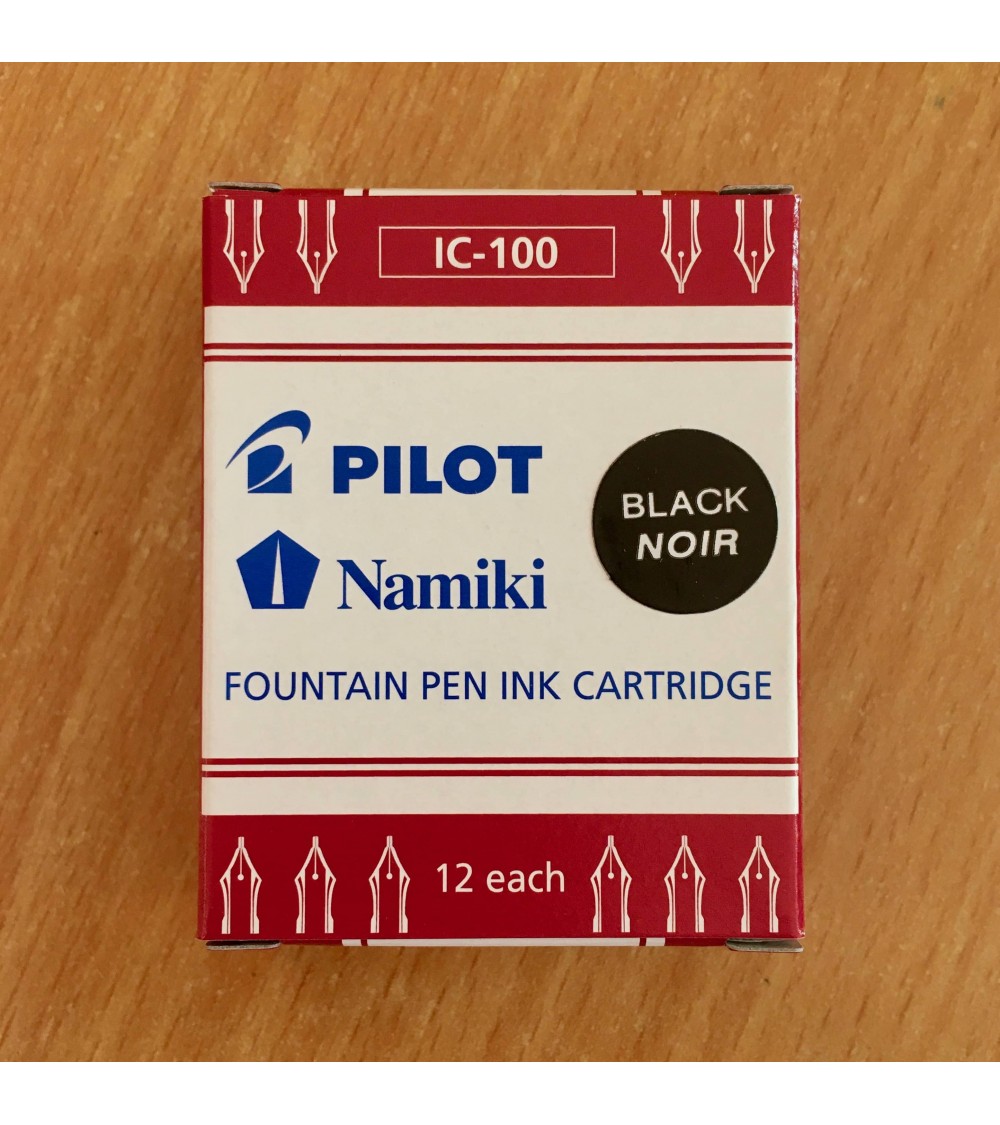 IC-100
PILOT
Namiki
BLACK
NOIR
FOUNTAIN PEN INK CARTRIDGE
12 each